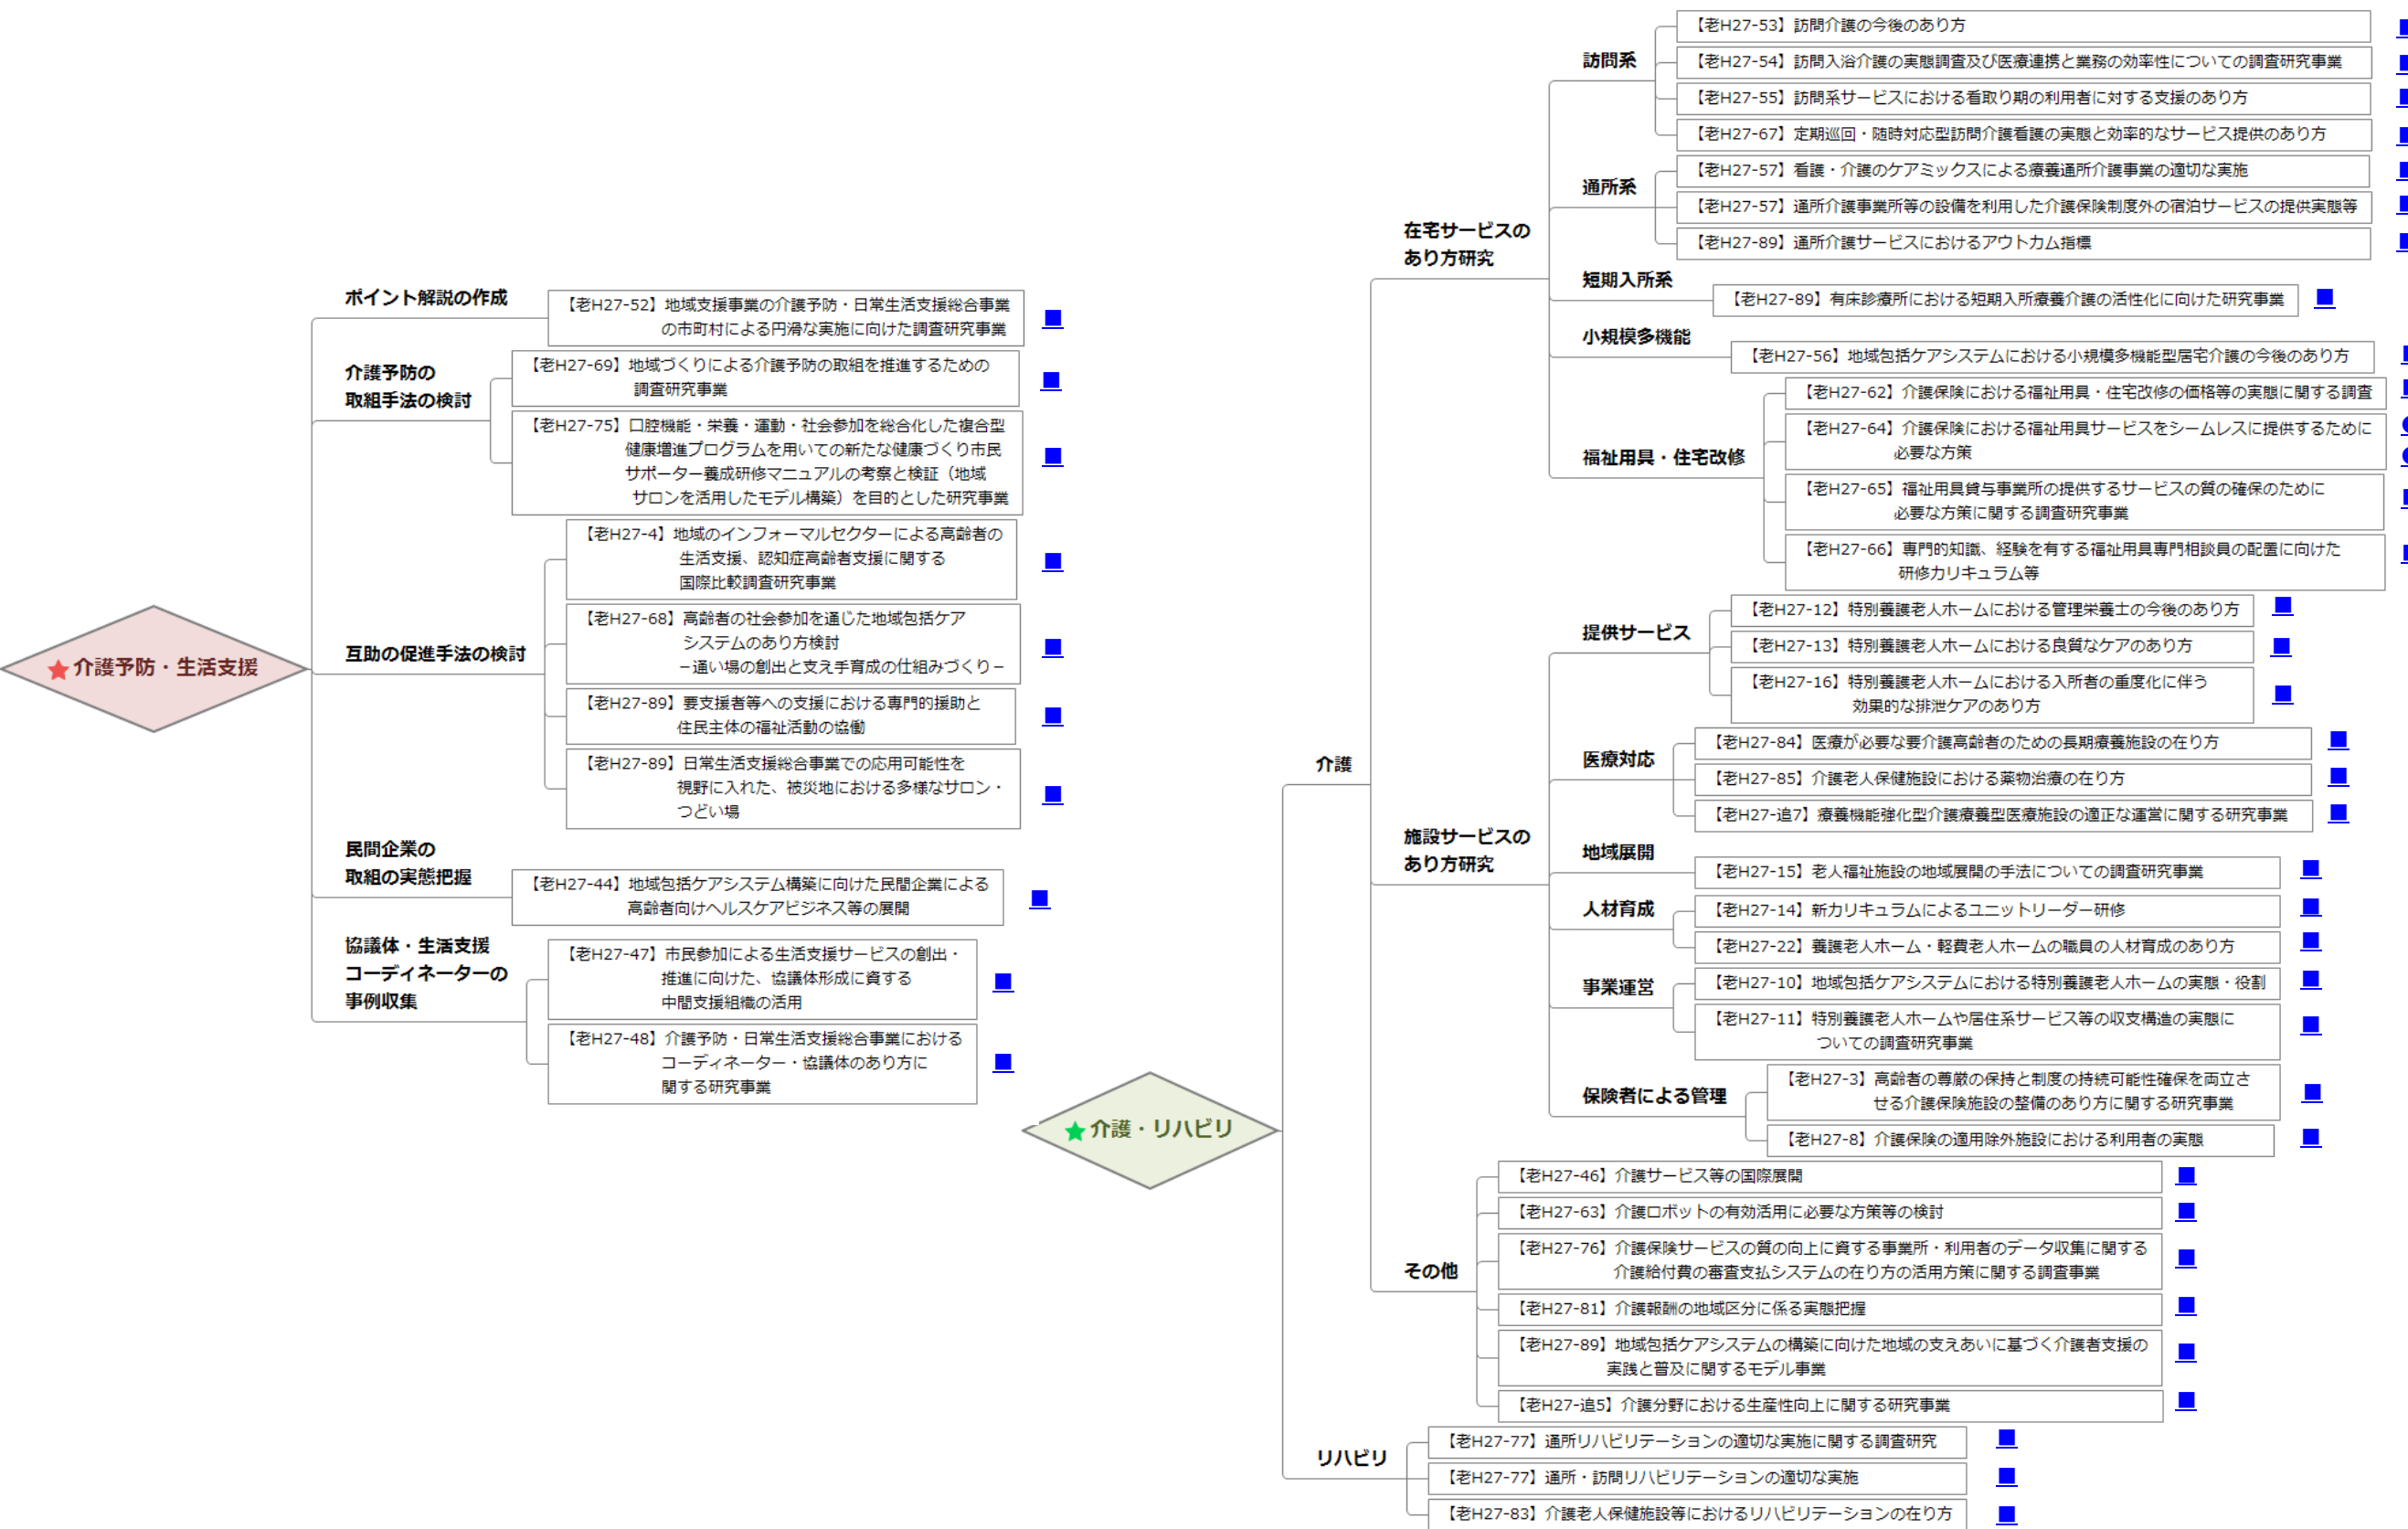 ★介護予防・生活支援
ポイント解説の作成
【老H27-52】地域支援事業の介護予防・日常生活支援総合事業
の市町村による円滑な実施に向けた調査研究事業
介護予防の
取組手法の検討
【老H27-69】地域づくりによる介護予防の取組を推進するための
調査研究事業
【老H27-75】口腔機能・栄養・運動・社会参加を総合化した複合型
健康増進プログラムを用いての新たな健康づくり市民
サポーター養成研修マニュアルの考察と検証（地域
サロンを活用したモデル構築）を目的とした研究事業
互助の促進手法の検討
【老H27-4】地域のインフォーマルセクターによる高齢者の
生活支援、認知症高齢者支援に関する
国際比較調査研究事業
【老H27-68】高齢者の社会参加を通じた地域包括ケア
システムのあり方検討
－通い場の創出と支え手育成の仕組みづくり－
【老H27-89】要支援者等への支援における専門的援助と
住民主体の福祉活動の協働
【老H27-89】日常生活支援総合事業での応用可能性を
視野に入れた、被災地における多様なサロン・
つどい場
民間企業の
取組の実態把握
【老H27-44】地域包括ケアシステム構築に向けた民間企業による
高齢者向けヘルスケアビジネス等の展開
協議体・生活支援
コーディネーターの
事例収集
【老H27-47】市民参加による生活支援サービスの創出・
推進に向けた、協議体形成に資する
中間支援組織の活用
【老H27-48】介護予防・日常生活支援総合事業における
コーディネーター・協議体のあり方に
関する研究事業
★介護・リハビリ
介護
在宅サービスの
あり方研究
訪問系
【老H27-53】訪問介護の今後のあり方
【老H27-54】訪問入浴介護の実態調査及び医療連携と業務の効率性についての調査研究事業
【老H27-55】訪問系サービスにおける看取り期の利用者に対する支援のあり方
【老H27-67】定期巡回・随時対応型訪問介護看護の実態と効率的なサービス提供のあり方
通所系
【老H27-57】看護・介護のケアミックスによる療養通所介護事業の適切な実施
【老H27-57】通所介護事業所等の設備を利用した介護保険制度外の宿泊サービスの提供実態等
【老H27-89】通所介護サービスにおけるアウトカム指標
短期入所系
【老H27-89】有床診療所における短期入所療養介護の活性化に向けた研究事業
小規模多機能
【老H27-56】地域包括ケアシステムにおける小規模多機能型居宅介護の今後のあり方
福祉用具・住宅改修
【老H27-62】介護保険における福祉用具・住宅改修の価格等の実態に関する調査
【老H27-64】介護保険における福祉用具サービスをシームレスに提供するために
必要な方策
【老H27-65】福祉用具貸与事業所の提供するサービスの質の確保のために
必要な方策に関する調査研究事業
【老H27-66】専門的知識、経験を有する福祉用具専門相談員の配置に向けた
研修カリキュラム等
施設サービスの
あり方研究
提供サービス
【老H27-12】特別養護老人ホームにおける管理栄養士の今後のあり方
【老H27-13】特別養護老人ホームにおける良質なケアのあり方
【老H27-16】特別養護老人ホームにおける入所者の重度化に伴う
効果的な排泄ケアのあり方
医療対応
【老H27-84】医療が必要な要介護高齢者のための長期療養施設の在り方
【老H27-85】介護老人保健施設における薬物治療の在り方
【老H27-追7】療養機能強化型介護療養型医療施設の適正な運営に関する研究事業
地域展開
【老H27-15】老人福祉施設の地域展開の手法についての調査研究事業
人材育成
【老H27-14】新カリキュラムによるユニットリーダー研修
【老H27-22】養護老人ホーム・軽費老人ホームの職員の人材育成のあり方
事業運営
【老H27-10】地域包括ケアシステムにおける特別養護老人ホームの実態・役割
【老H27-11】特別養護老人ホームや居住系サービス等の収支構造の実態に
ついての調査研究事業
保険者による管理
【老H27-3】高齢者の尊厳の保持と制度の持続可能性確保を両立さ
せる介護保険施設の整備のあり方に関する研究事業
【老H27-8】介護保険の適用除外施設における利用者の実態
その他
【老H27-46】介護サービス等の国際展開
【老H27-63】介護ロボットの有効活用に必要な方策等の検討
【老H27-76】介護保険サービスの質の向上に資する事業所・利用者のデータ収集に関する
介護給付費の審査支払システムの在り方の活用方策に関する調査事業
【老H27-81】介護報酬の地域区分に係る実態把握
【老H27-89】地域包括ケアシステムの構築に向けた地域の支えあいに基づく介護者支援の
実践と普及に関するモデル事業
【老H27-追5】介護分野における生産性向上に関する研究事業
リハビリ
【老H27-77】通所リハビリテーションの適切な実施に関する調査研究
【老H27-77】通所・訪問リハビリテーションの適切な実施
【老H27-83】介護老人保健施設等におけるリハビリテーションの在り方